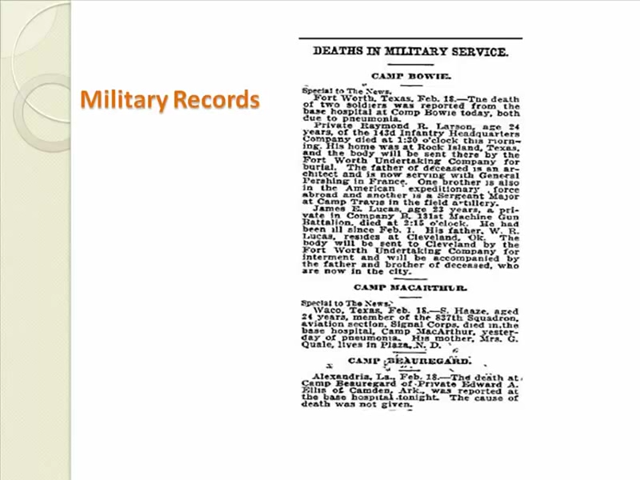 Military Records
DEATHS IN MILITARY SERVICE.
CAMP BOWIE.
Special to The News.
Fort Worth, Texas, Feb. 18.—The death
of two soldiers was reported from the
base hospital at Camp Bowie today, both
due to pneumonia.
Private Raymond R. Larson, age 24
years, of the 143d Infantry Headquarters
Company died at 1:30 o'clock this morn-
ing. His home was at Rock Island, Texas,
and the body will be sent there by the
Fort Worth Undertaking Company for
burial. The father of deceased is an ar-
chitect and is now serving with General
Pershing in France. One brother is also
in the American expeditionary force
abroad and another is a Sergeant Major
at Camp Travis in the field artillery.
James E. Lucas, age 23 years, a pri-
vate in Company B, 131st Machine Gun
Battalion, died at 2:15 o'clock. He had
been ill since Feb. 1. His father, W. R.
Lucas, resides at Cleveland, Ok. The
body will be sent to Cleveland by the
Fort Worth Undertaking Company for
interment and will be accompanied by
the father and brother of deceased, who
are now in the city.
CAMP MACARTHUR.
Special to The News.
Waco, Texas, Feb. 18.—S. Haaze, aged
24 years, member of the 837th Squadron,
aviation section, Signal Corps, died in the
base hospital, Camp MacArthur, yester-
day of pneumonia. His mother, Mrs. G.
Quale, lives in Plaza, N. D.
CAMP BEAUREGARD.
Alexandria, La., Feb. 18.—The death at
Camp Beauregard of Private Edward A.
Ellis of Camden, Ark., was reported at
the base hospital tonight. The cause of
death was not given.